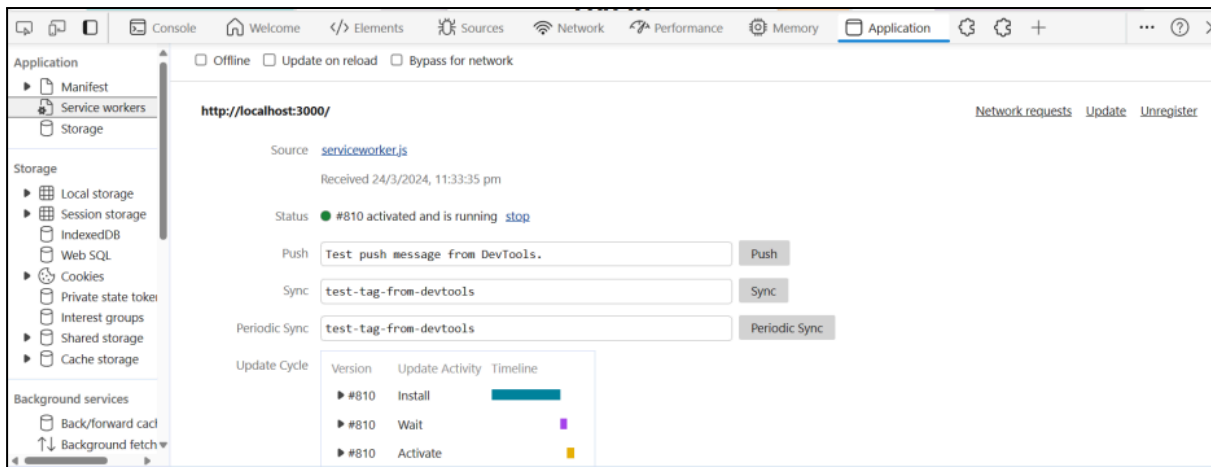 Console Welcome Elements Sources Network Performance Memory Application
Application
Manifest
Service workers
Storage
Storage
Local storage
Session storage
IndexedDB
Web SQL
Cookies
Private state token
Interest groups
Shared storage
Cache storage
Background services
Back/forward cach
Background fetch
Offline Update on reload Bypass for network
http://localhost:3000/ Network requests Update Unregister
Source serviceworker.js
Received 24/3/2024, 11:33:35 pm
Status #810 activated and is running stop
Push Test push message from DevTools. Push
Sync test-tag-from-devtools Sync
Periodic Sync test-tag-from-devtools Periodic Sync
Update Cycle Version Update Activity Timeline
#810 Install
#810 Wait
#810 Activate